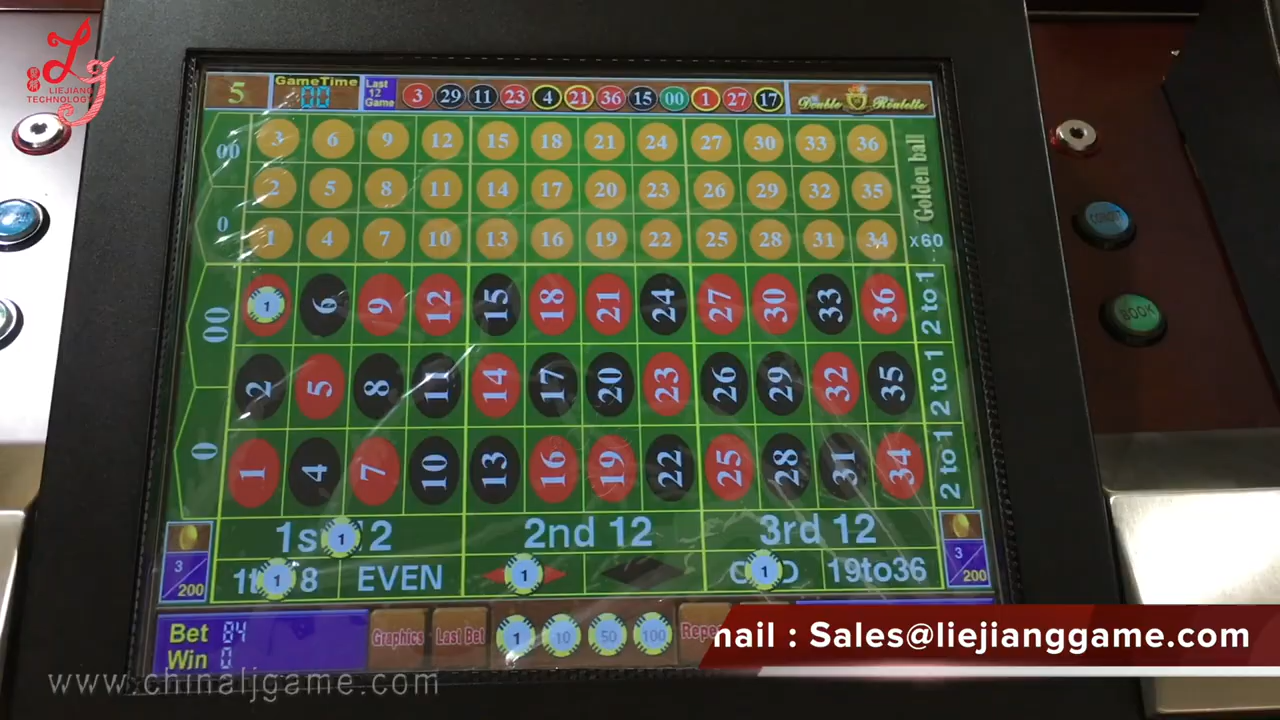 LIEJIANG
TECHNOLOGY
5
GameTime
00
Last
12
Game
3 29 11 23 4 21 36 15 00 1 27 17
Double Roulette
00 3 6 9 12 15 18 21 24 27 30 33 36
2 5 8 11 14 17 20 23 26 29 32 35
0 1 4 7 10 13 16 19 22 25 28 31 34
Golden ball
x60
00 1 6 9 12 15 18 21 24 27 30 33 36 2 to 1
2 5 8 11 14 17 20 23 26 29 32 35 2 to 1
0 1 4 7 10 13 16 19 22 25 28 31 34 2 to 1
1 2nd 12 3rd 12
3
200
1 EVEN 1 1 19to36
3
200
Bet 84
Win 0
Graphics
Last Bet
1 10 50 100
BOOK
mail : Sales@liejianggame.com
www.chinaljgame.com